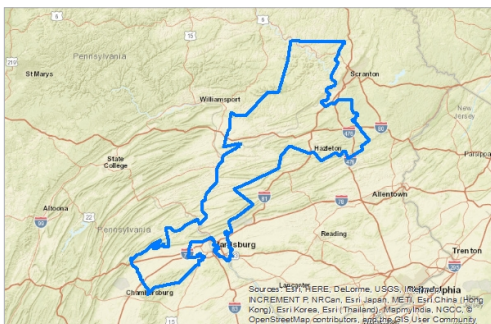 Pennsylvania
St Marys
Scranton
Williamsport
New
Jersey
State
College
Hazleton
Altoona
Allentown
Pennsylvania
Reading
Trenton
Chambersburg
Lancaster
Sources: Esri, HERE, DeLorme, USGS, Intermap,
INCREMENT P, NRCan, Esri Japan, METI, Esri China (Hong
Kong), Esri Korea, Esri (Thailand), MapmyIndia, NGCC, ©
OpenStreetMap contributors, and the GIS User Community